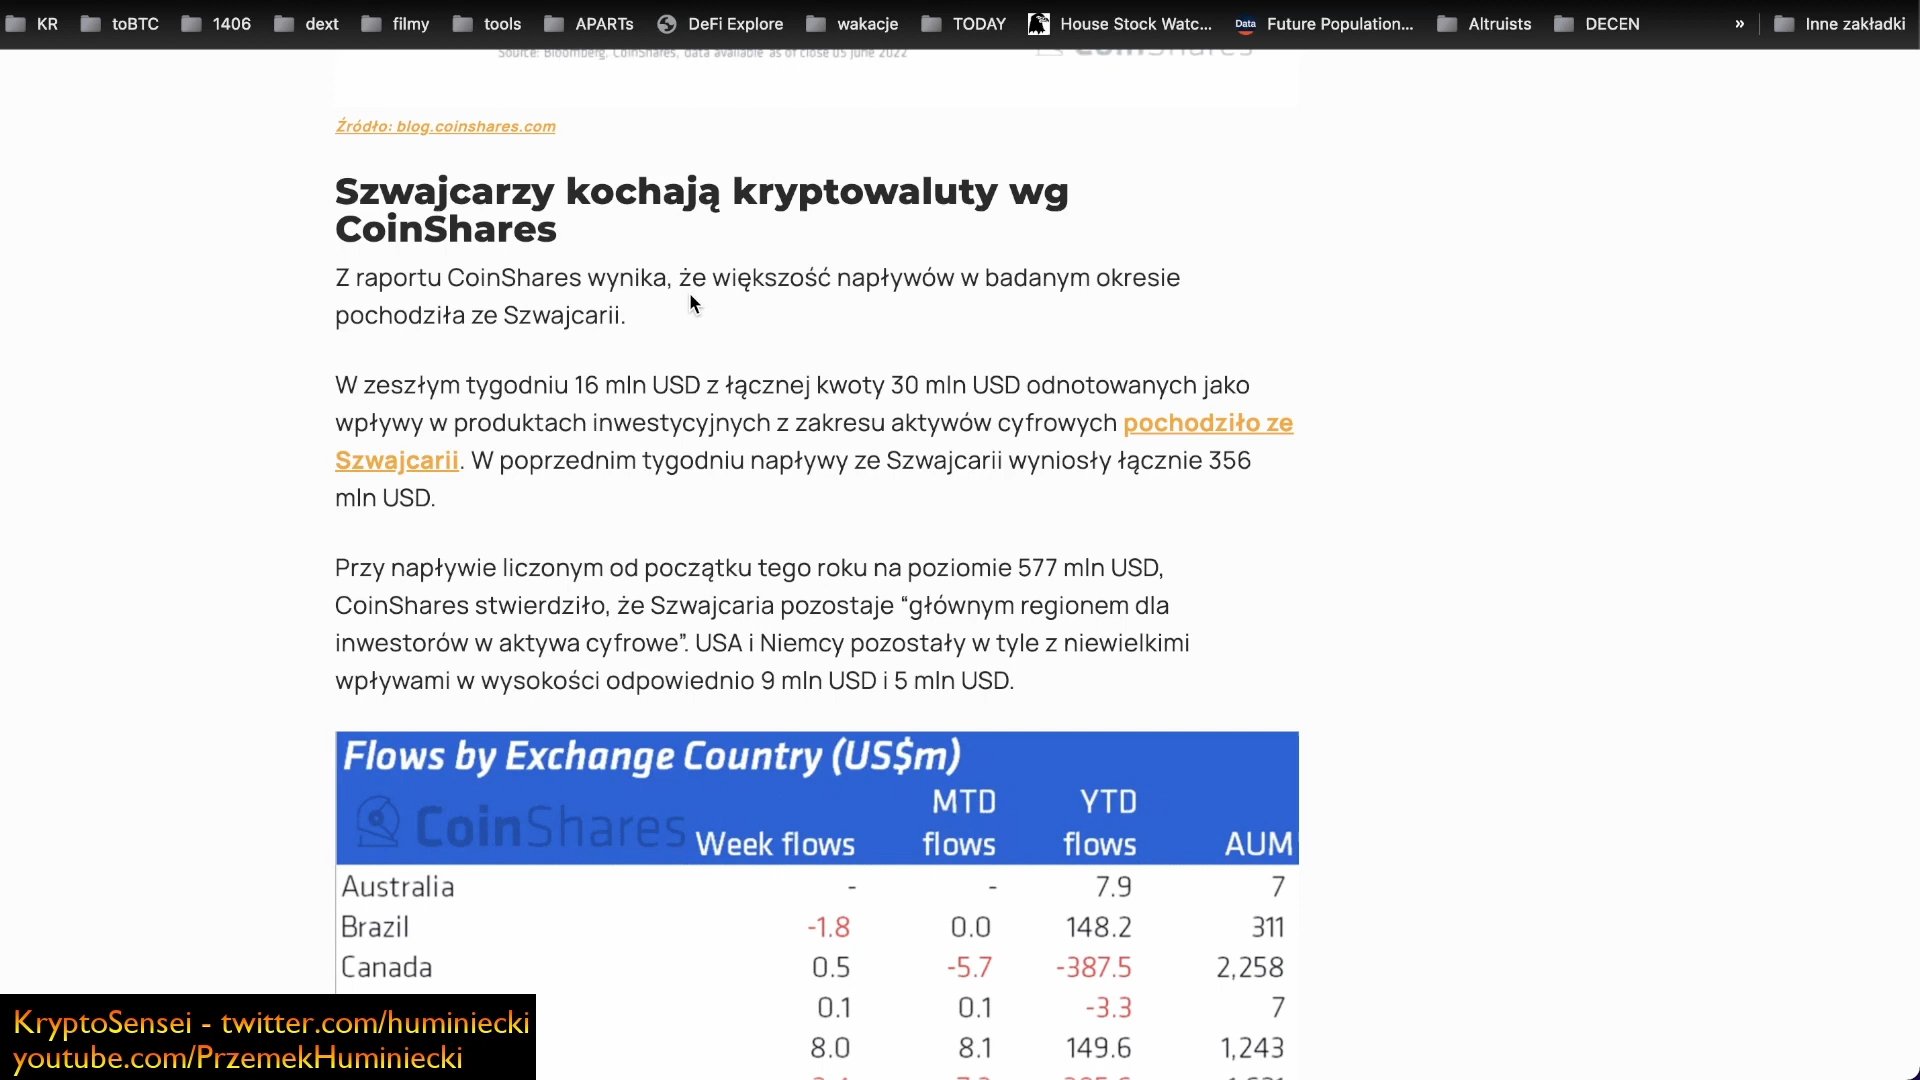 KR toBTC 1406 dext filmy tools APARTs DeFi Explore wakacje TODAY House Stock Watc... Data Future Population... Altruists DECEN » Inne zakładki
Source: Bloomberg, CoinShares, data available as of close 03 June 2022 CoinShares
Źródło: blog.coinshares.com
Szwajcarzy kochają kryptowaluty wg
CoinShares
Z raportu CoinShares wynika, że większość napływów w badanym okresie
pochodziła ze Szwajcarii.
W zeszłym tygodniu 16 mln USD z łącznej kwoty 30 mln USD odnotowanych jako
wpływy w produktach inwestycyjnych z zakresu aktywów cyfrowych pochodziło ze
Szwajcarii. W poprzednim tygodniu napływy ze Szwajcarii wyniosły łącznie 356
mln USD.
Przy napływie liczonym od początku tego roku na poziomie 577 mln USD,
CoinShares stwierdziło, że Szwajcaria pozostaje “głównym regionem dla
inwestorów w aktywa cyfrowe”. USA i Niemcy pozostały w tyle z niewielkimi
wpływami w wysokości odpowiednio 9 mln USD i 5 mln USD.
Flows by Exchange Country (US$m)
MTD YTD
CoinShares Week flows flows flows AUM
Australia - - 7.9 7
Brazil -1.8 0.0 148.2 311
Canada 0.5 -5.7 -387.5 2,258
0.1 0.1 -3.3 7
8.0 8.1 149.6 1,243
KryptoSensei - twitter.com/huminiecki
youtube.com/PrzemekHuminiecki